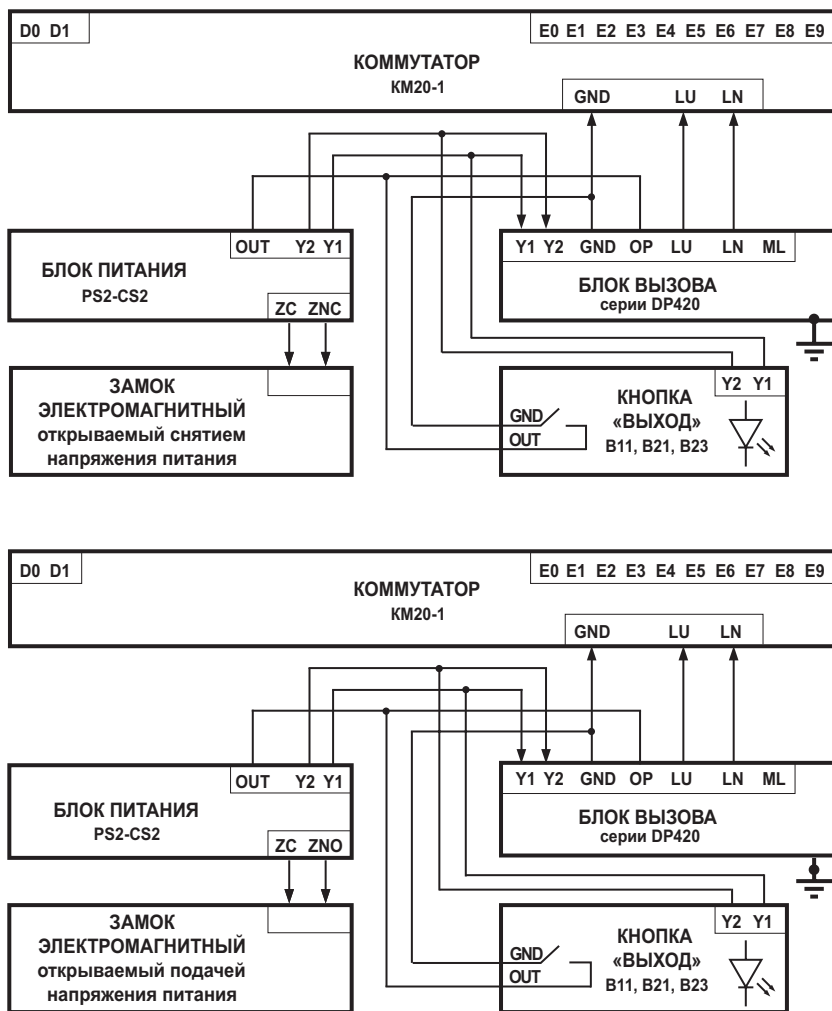 D0 D1
E0 E1 E2 E3 E4 E5 E6 E7 E8 E9
КОММУТАТОР
КМ20-1
GND LU LN
OUT Y2 Y1
Y1 Y2 GND OP LU LN ML
БЛОК ПИТАНИЯ
PS2-CS2
ZC ZNC
БЛОК ВЫЗОВА
серии DP420
ЗАМОК
ЭЛЕКТРОМАГНИТНЫЙ
открываемый снятием
напряжения питания
Y2 Y1
КНОПКА
«ВЫХОД»
B11, B21, B23
GND
OUT
D0 D1
E0 E1 E2 E3 E4 E5 E6 E7 E8 E9
КОММУТАТОР
КМ20-1
GND LU LN
OUT Y2 Y1
Y1 Y2 GND OP LU LN ML
БЛОК ПИТАНИЯ
PS2-CS2
ZC ZNO
БЛОК ВЫЗОВА
серии DP420
ЗАМОК
ЭЛЕКТРОМАГНИТНЫЙ
открываемый подачей
напряжения питания
Y2 Y1
КНОПКА
«ВЫХОД»
B11, B21, B23
GND
OUT